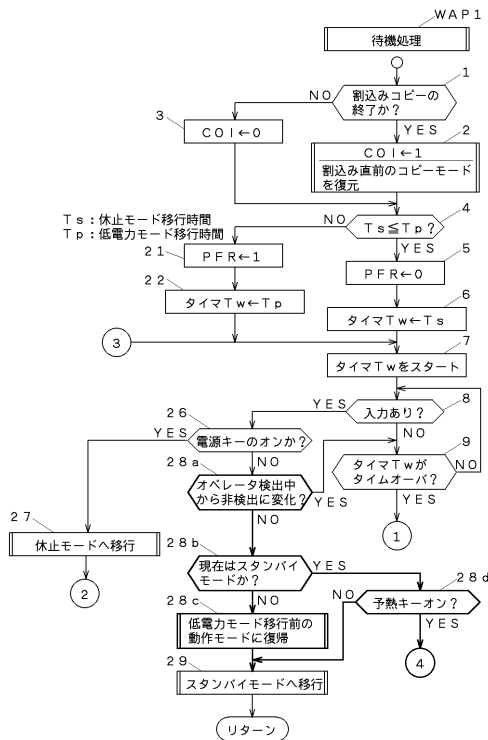 WAP1
待機処理
1
割込みコピーの
終了か?
NO
YES
3
COI←0
2
COI←1
割込み直前のコピーモード
を復元
4
Ts≦Tp?
NO
YES
Ts:休止モード移行時間
Tp:低電力モード移行時間
21
PFR←1
5
PFR←0
22
タイマTw←Tp
6
タイマTw←Ts
3
7
タイマTwをスタート
8
入力あり?
YES
NO
26
電源キーのオンか?
YES
NO
9
タイマTwが
タイムオーバ?
NO
YES
1
28a
オペレータ検出中
から非検出に変化?
YES
NO
27
休止モードへ移行
2
28b
現在はスタンバイ
モードか?
YES
NO
28d
予熱キーオン?
NO
YES
4
28c
低電力モード移行前の
動作モードに復帰
29
スタンバイモードへ移行
リターン